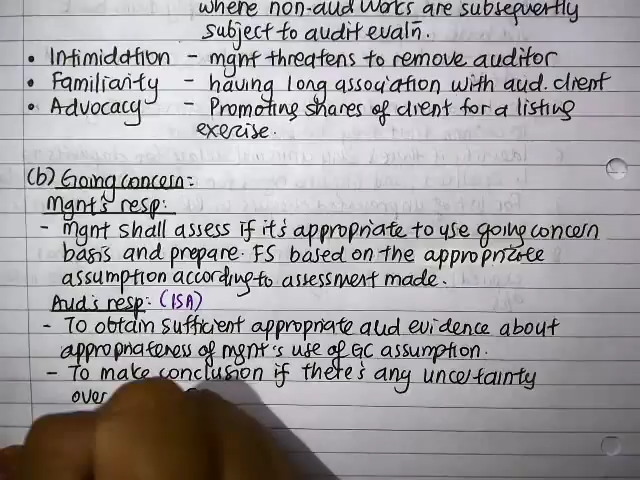 where non-aud works are subsequently
subject to audit evaln.
• Intimidation - mgnt threatens to remove auditor
• Familiarity - having long association with aud. client
• Advocacy - Promoting shares of client for a listing
exercise.
(b) Going concern:
Mgnt's resp:
- mgnt shall assess if it's appropriate to use going concern
basis and prepare FS based on the appropriate
assumption according to assessment made.
Aud's resp: (ISA)
- To obtain sufficient appropriate aud evidence about
appropriateness of mgnt's use of GC assumption.
- To make conclusion if there's any uncertainty
over